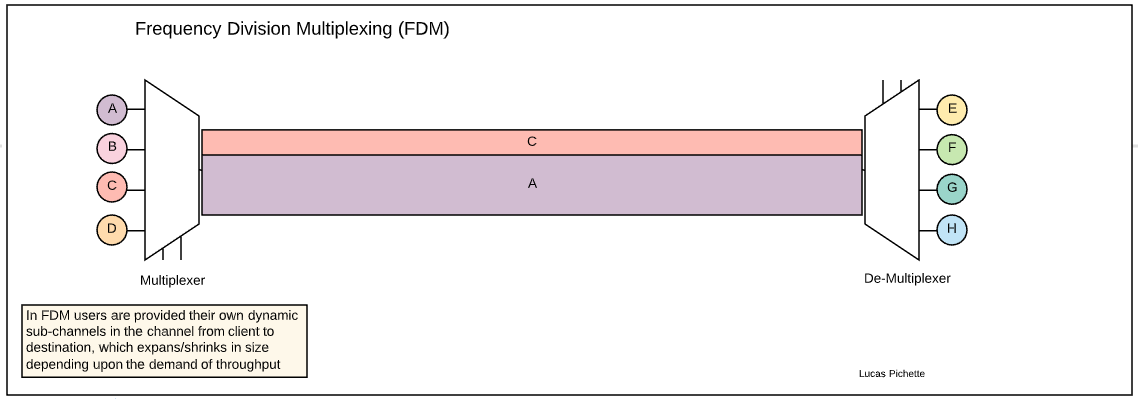 Frequency Division Multiplexing (FDM)
A
B
C
D
C
A
E
F
G
H
Multiplexer
De-Multiplexer
In FDM users are provided their own dynamic
sub-channels in the channel from client to
destination, which expans/shrinks in size
depending upon the demand of throughput
Lucas Pichette